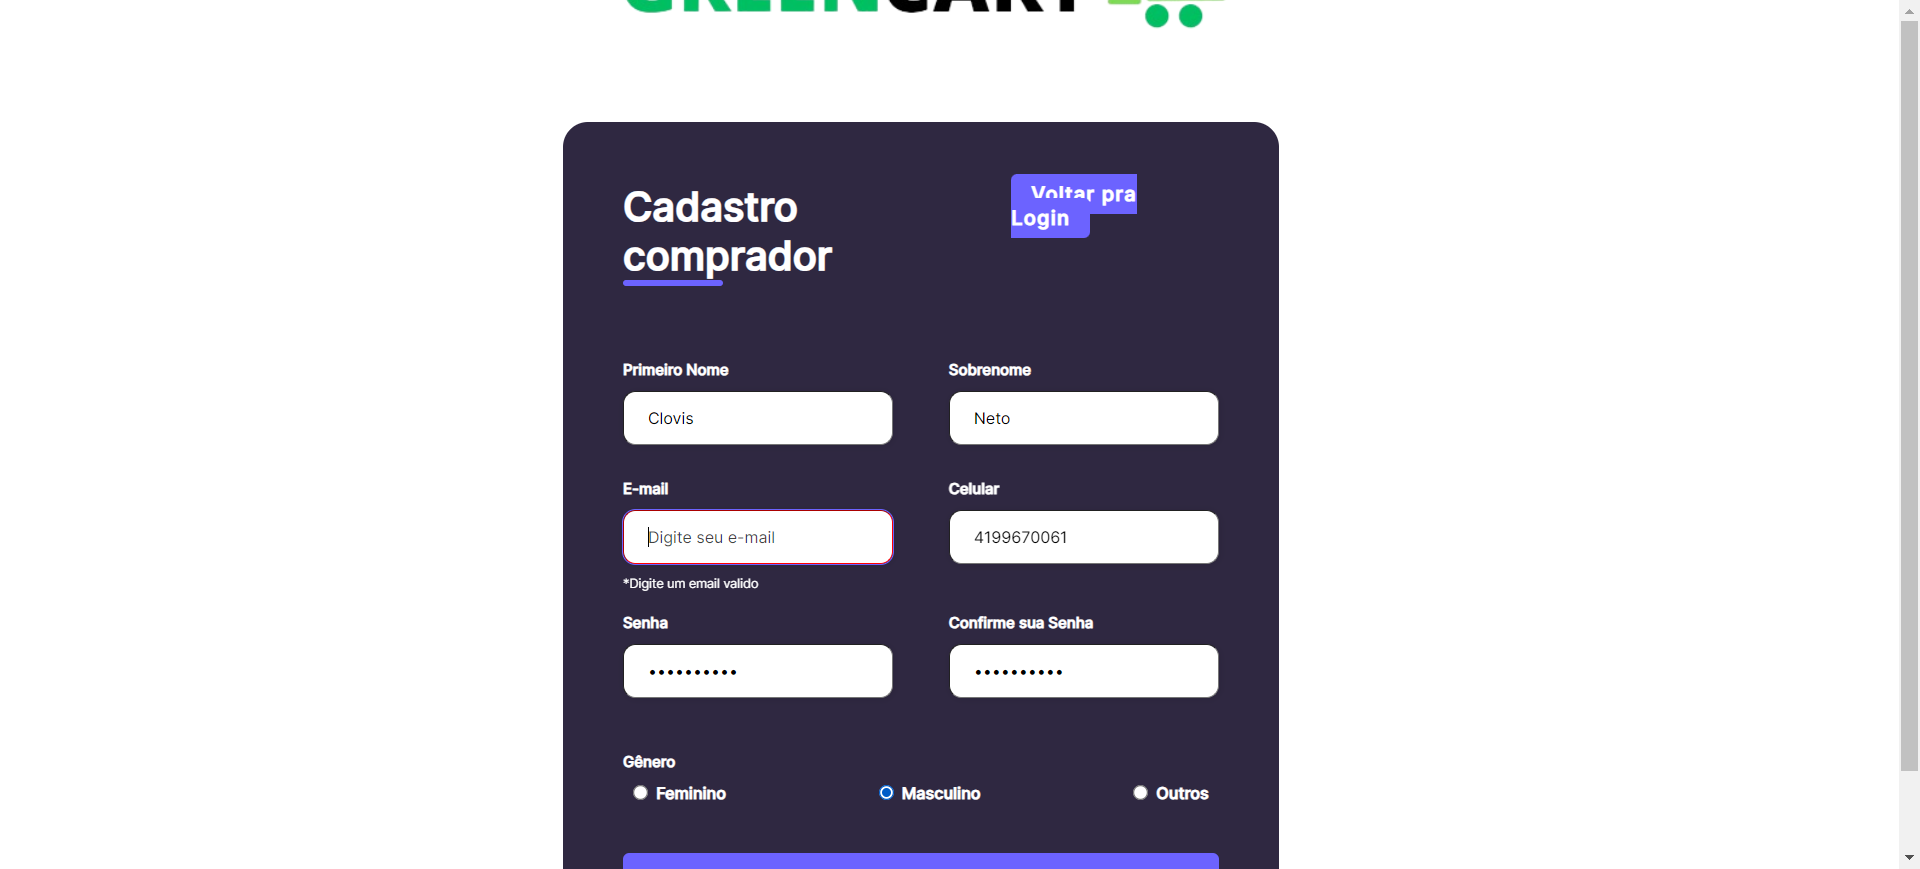 GREENCART
Cadastro
comprador
Voltar pra
Login
Primeiro Nome
Sobrenome
Clovis
Neto
E-mail
Celular
Digite seu e-mail
4199670061
*Digite um email valido
Senha
Confirme sua Senha
••••••••••
••••••••••
Gênero
Feminino
Masculino
Outros